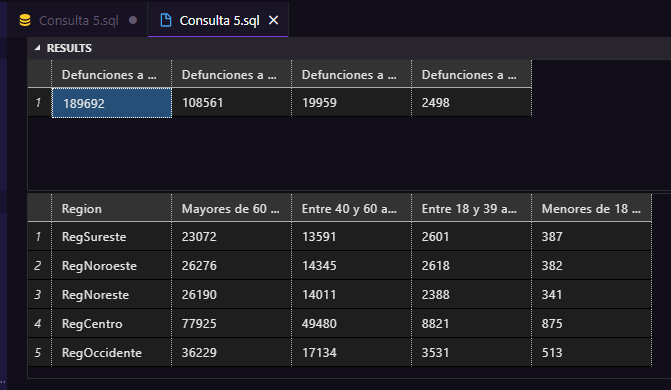 Consulta 5.sql Consulta 5.sql
RESULTS
Defunciones a ... Defunciones a ... Defunciones a ... Defunciones a ...
1 189692 108561 19959 2498
Region Mayores de 60 ... Entre 40 y 60 a... Entre 18 y 39 a... Menores de 18 ...
1 RegSureste 23072 13591 2601 387
2 RegNoroeste 26276 14345 2618 382
3 RegNoreste 26190 14011 2388 341
4 RegCentro 77925 49480 8821 875
5 RegOccidente 36229 17134 3531 513